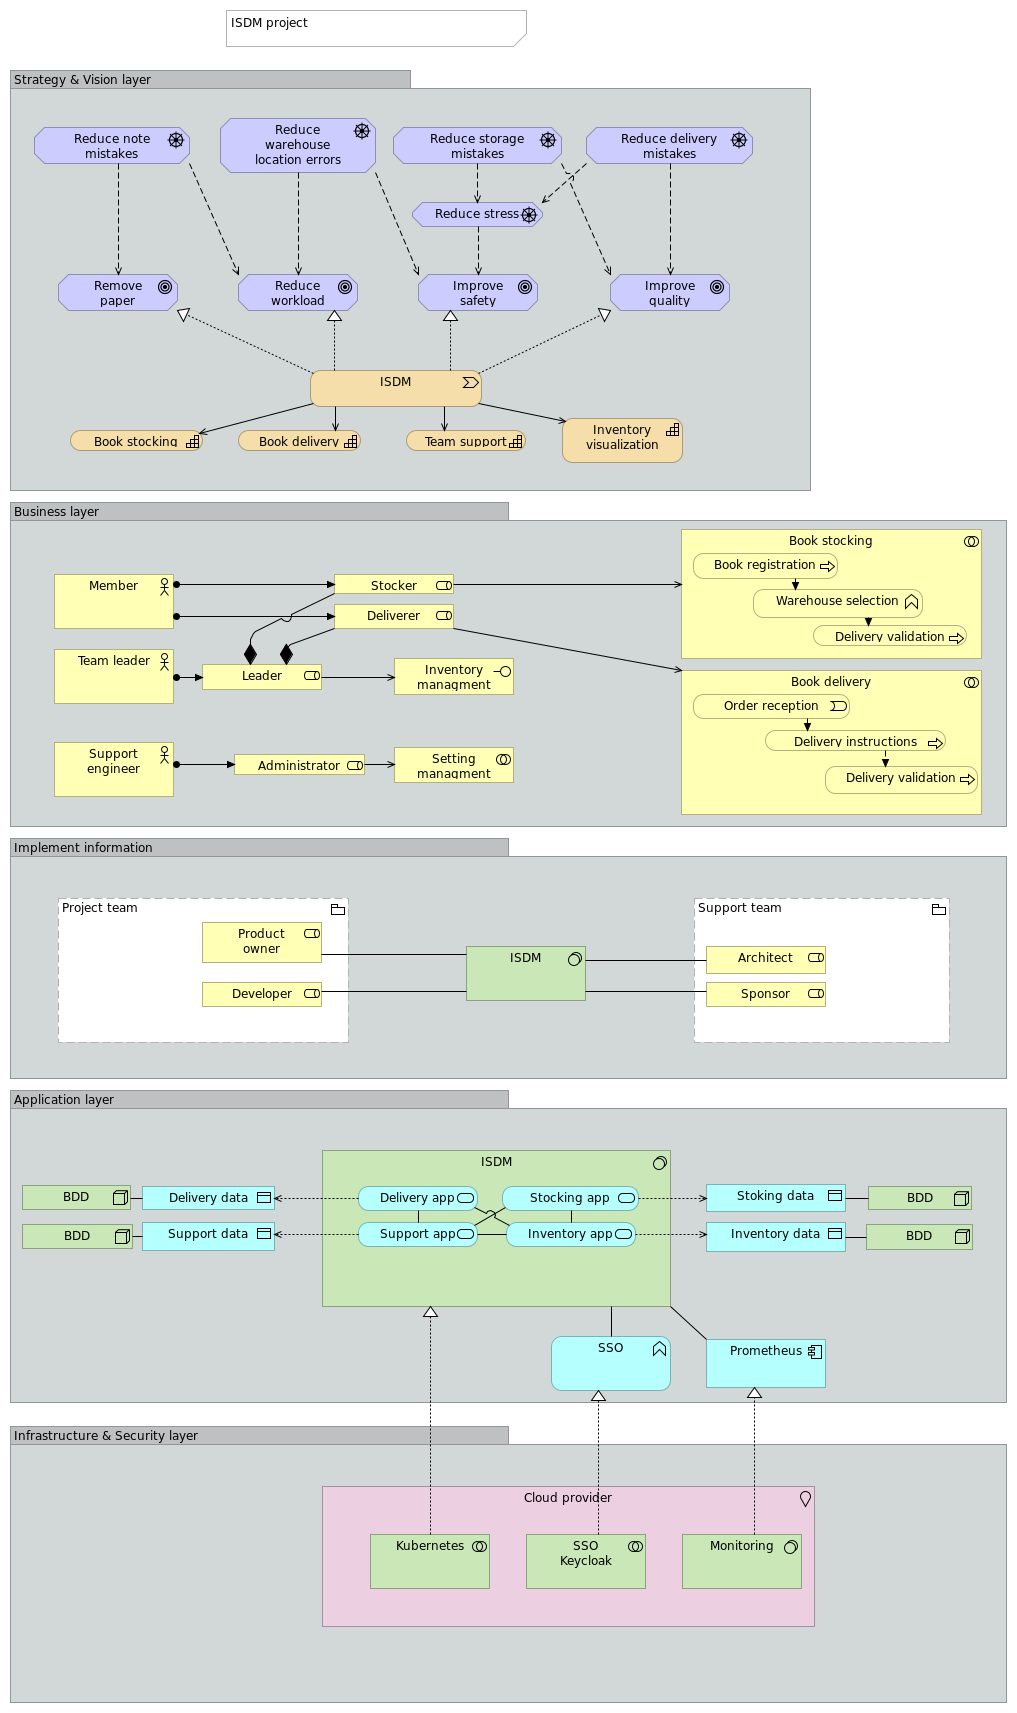 ISDM project
Strategy & Vision layer
Reduce note
mistakes
Reduce
warehouse
location errors
Reduce storage
mistakes
Reduce delivery
mistakes
Reduce stress
Remove
paper
Reduce
workload
Improve
safety
Improve
quality
ISDM
Book stocking
Book delivery
Team support
Inventory
visualization
Business layer
Member
Stocker
Deliverer
Team leader
Leader
Inventory
managment
Support
engineer
Administrator
Setting
managment
Book stocking
Book registration
Warehouse selection
Delivery validation
Book delivery
Order reception
Delivery instructions
Delivery validation
Implement information
Project team
Product
owner
Developer
ISDM
Support team
Architect
Sponsor
Application layer
ISDM
BDD
Delivery data
Delivery app
Stocking app
Stoking data
BDD
BDD
Support data
Support app
Inventory app
Inventory data
BDD
SSO
Prometheus
Infrastructure & Security layer
Cloud provider
Kubernetes
SSO
Keycloak
Monitoring